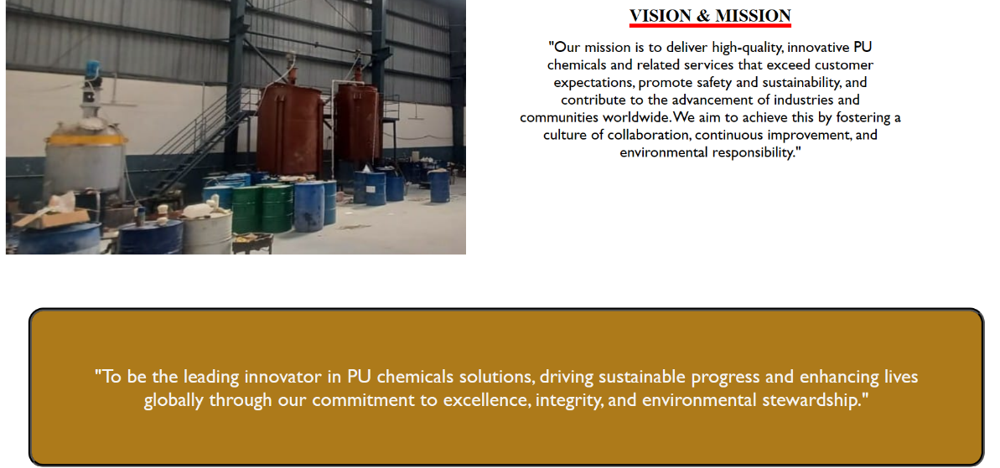 VISION & MISSION
"Our mission is to deliver high-quality, innovative PU
chemicals and related services that exceed customer
expectations, promote safety and sustainability, and
contribute to the advancement of industries and
communities worldwide. We aim to achieve this by fostering a
culture of collaboration, continuous improvement, and
environmental responsibility."
"To be the leading innovator in PU chemicals solutions, driving sustainable progress and enhancing lives
globally through our commitment to excellence, integrity, and environmental stewardship."